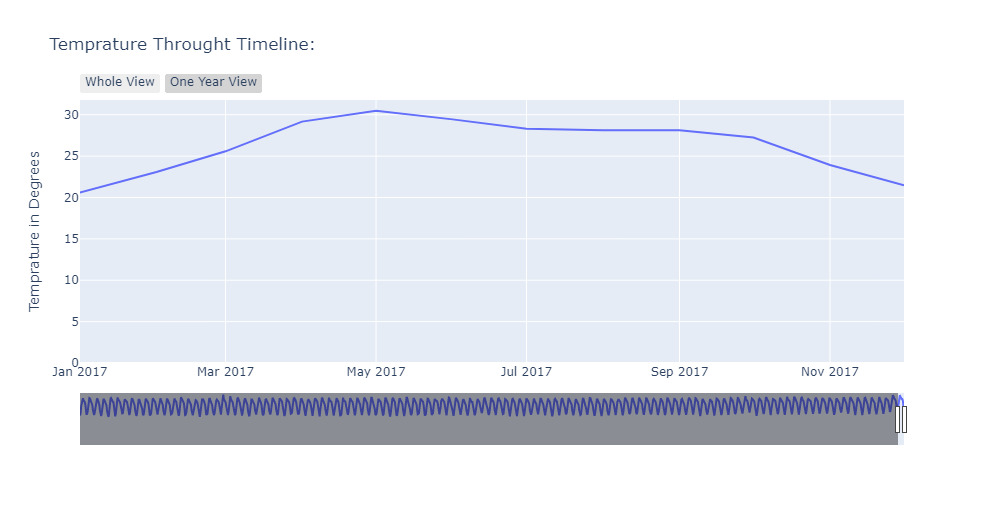 Temprature Throught Timeline:
Whole View One Year View
Temprature in Degrees
30
25
20
15
10
5
0
Jan 2017 Mar 2017 May 2017 Jul 2017 Sep 2017 Nov 2017